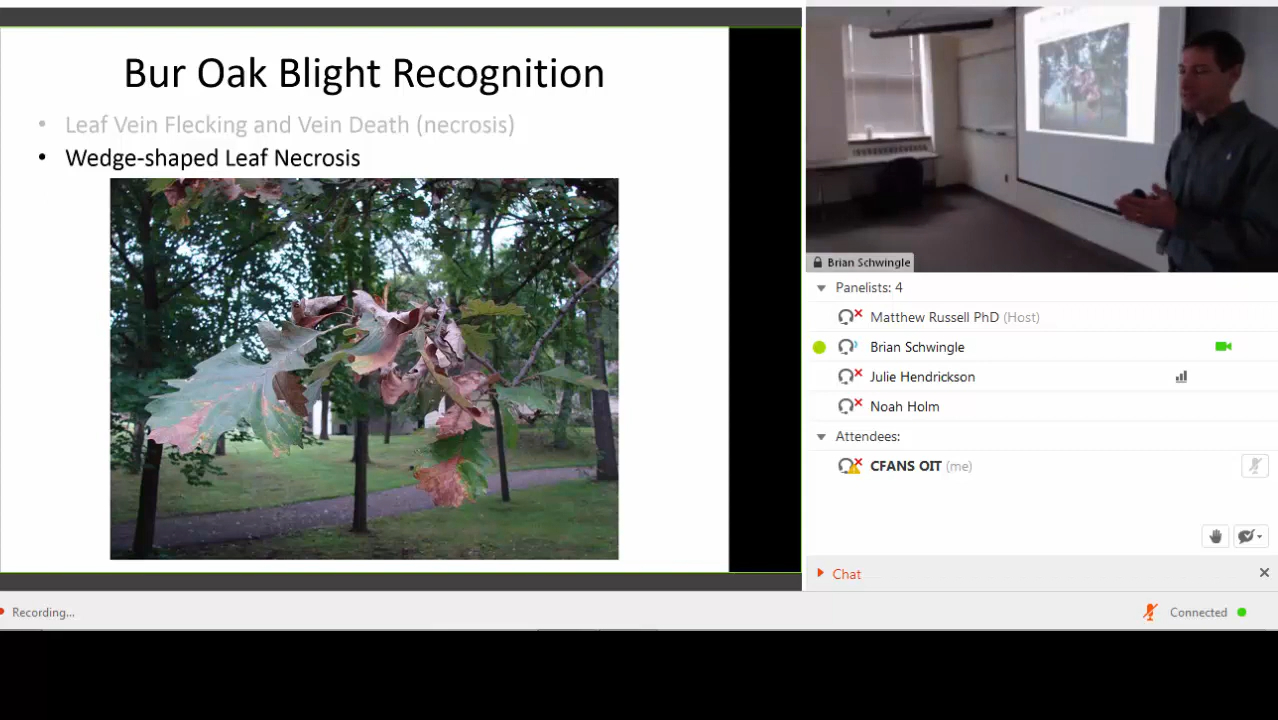 Bur Oak Blight Recognition
• Leaf Vein Flecking and Vein Death (necrosis)
• Wedge-shaped Leaf Necrosis
Brian Schwingle
Panelists: 4
Matthew Russell PhD (Host)
Brian Schwingle
Julie Hendrickson
Noah Holm
Attendees:
CFANS OIT (me)
Chat
Recording...
Connected